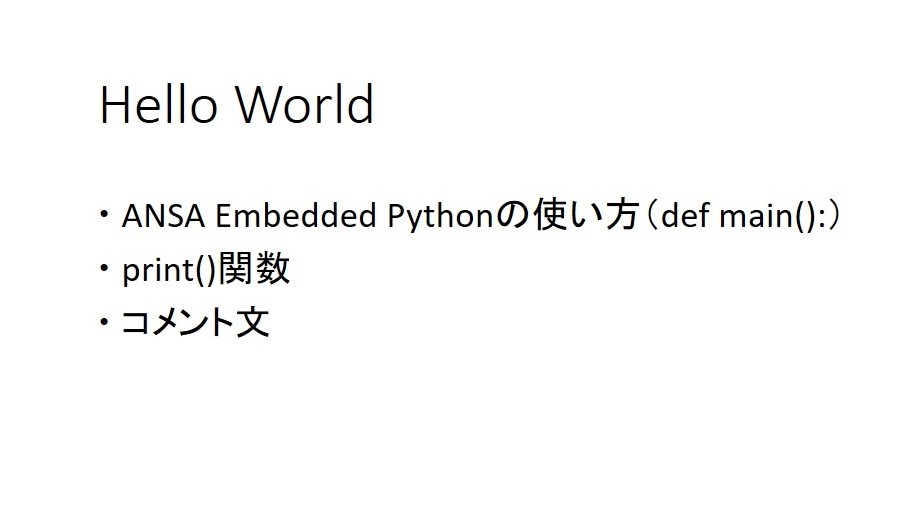 Hello World
・ANSA Embedded Pythonの使い方（def main():）
・print()関数
・コメント文